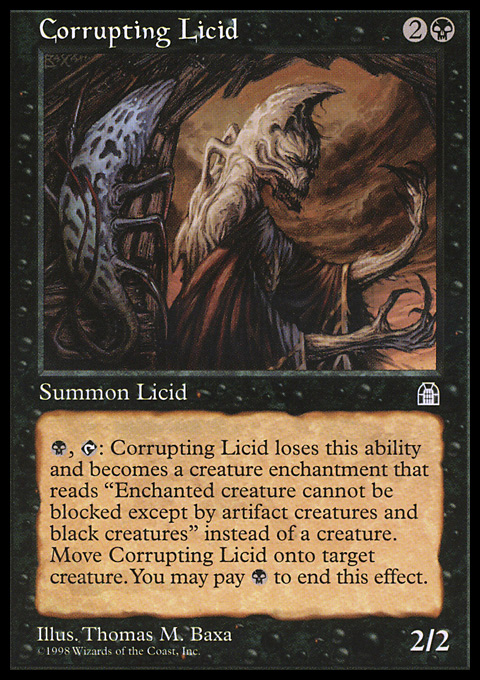 Corrupting Licid 2
Summon Licid
, : Corrupting Licid loses this ability
and becomes a creature enchantment that
reads “Enchanted creature cannot be
blocked except by artifact creatures and
black creatures” instead of a creature.
Move Corrupting Licid onto target
creature. You may pay to end this effect.
Illus. Thomas M. Baxa
2/2
©1998 Wizards of the Coast, Inc.